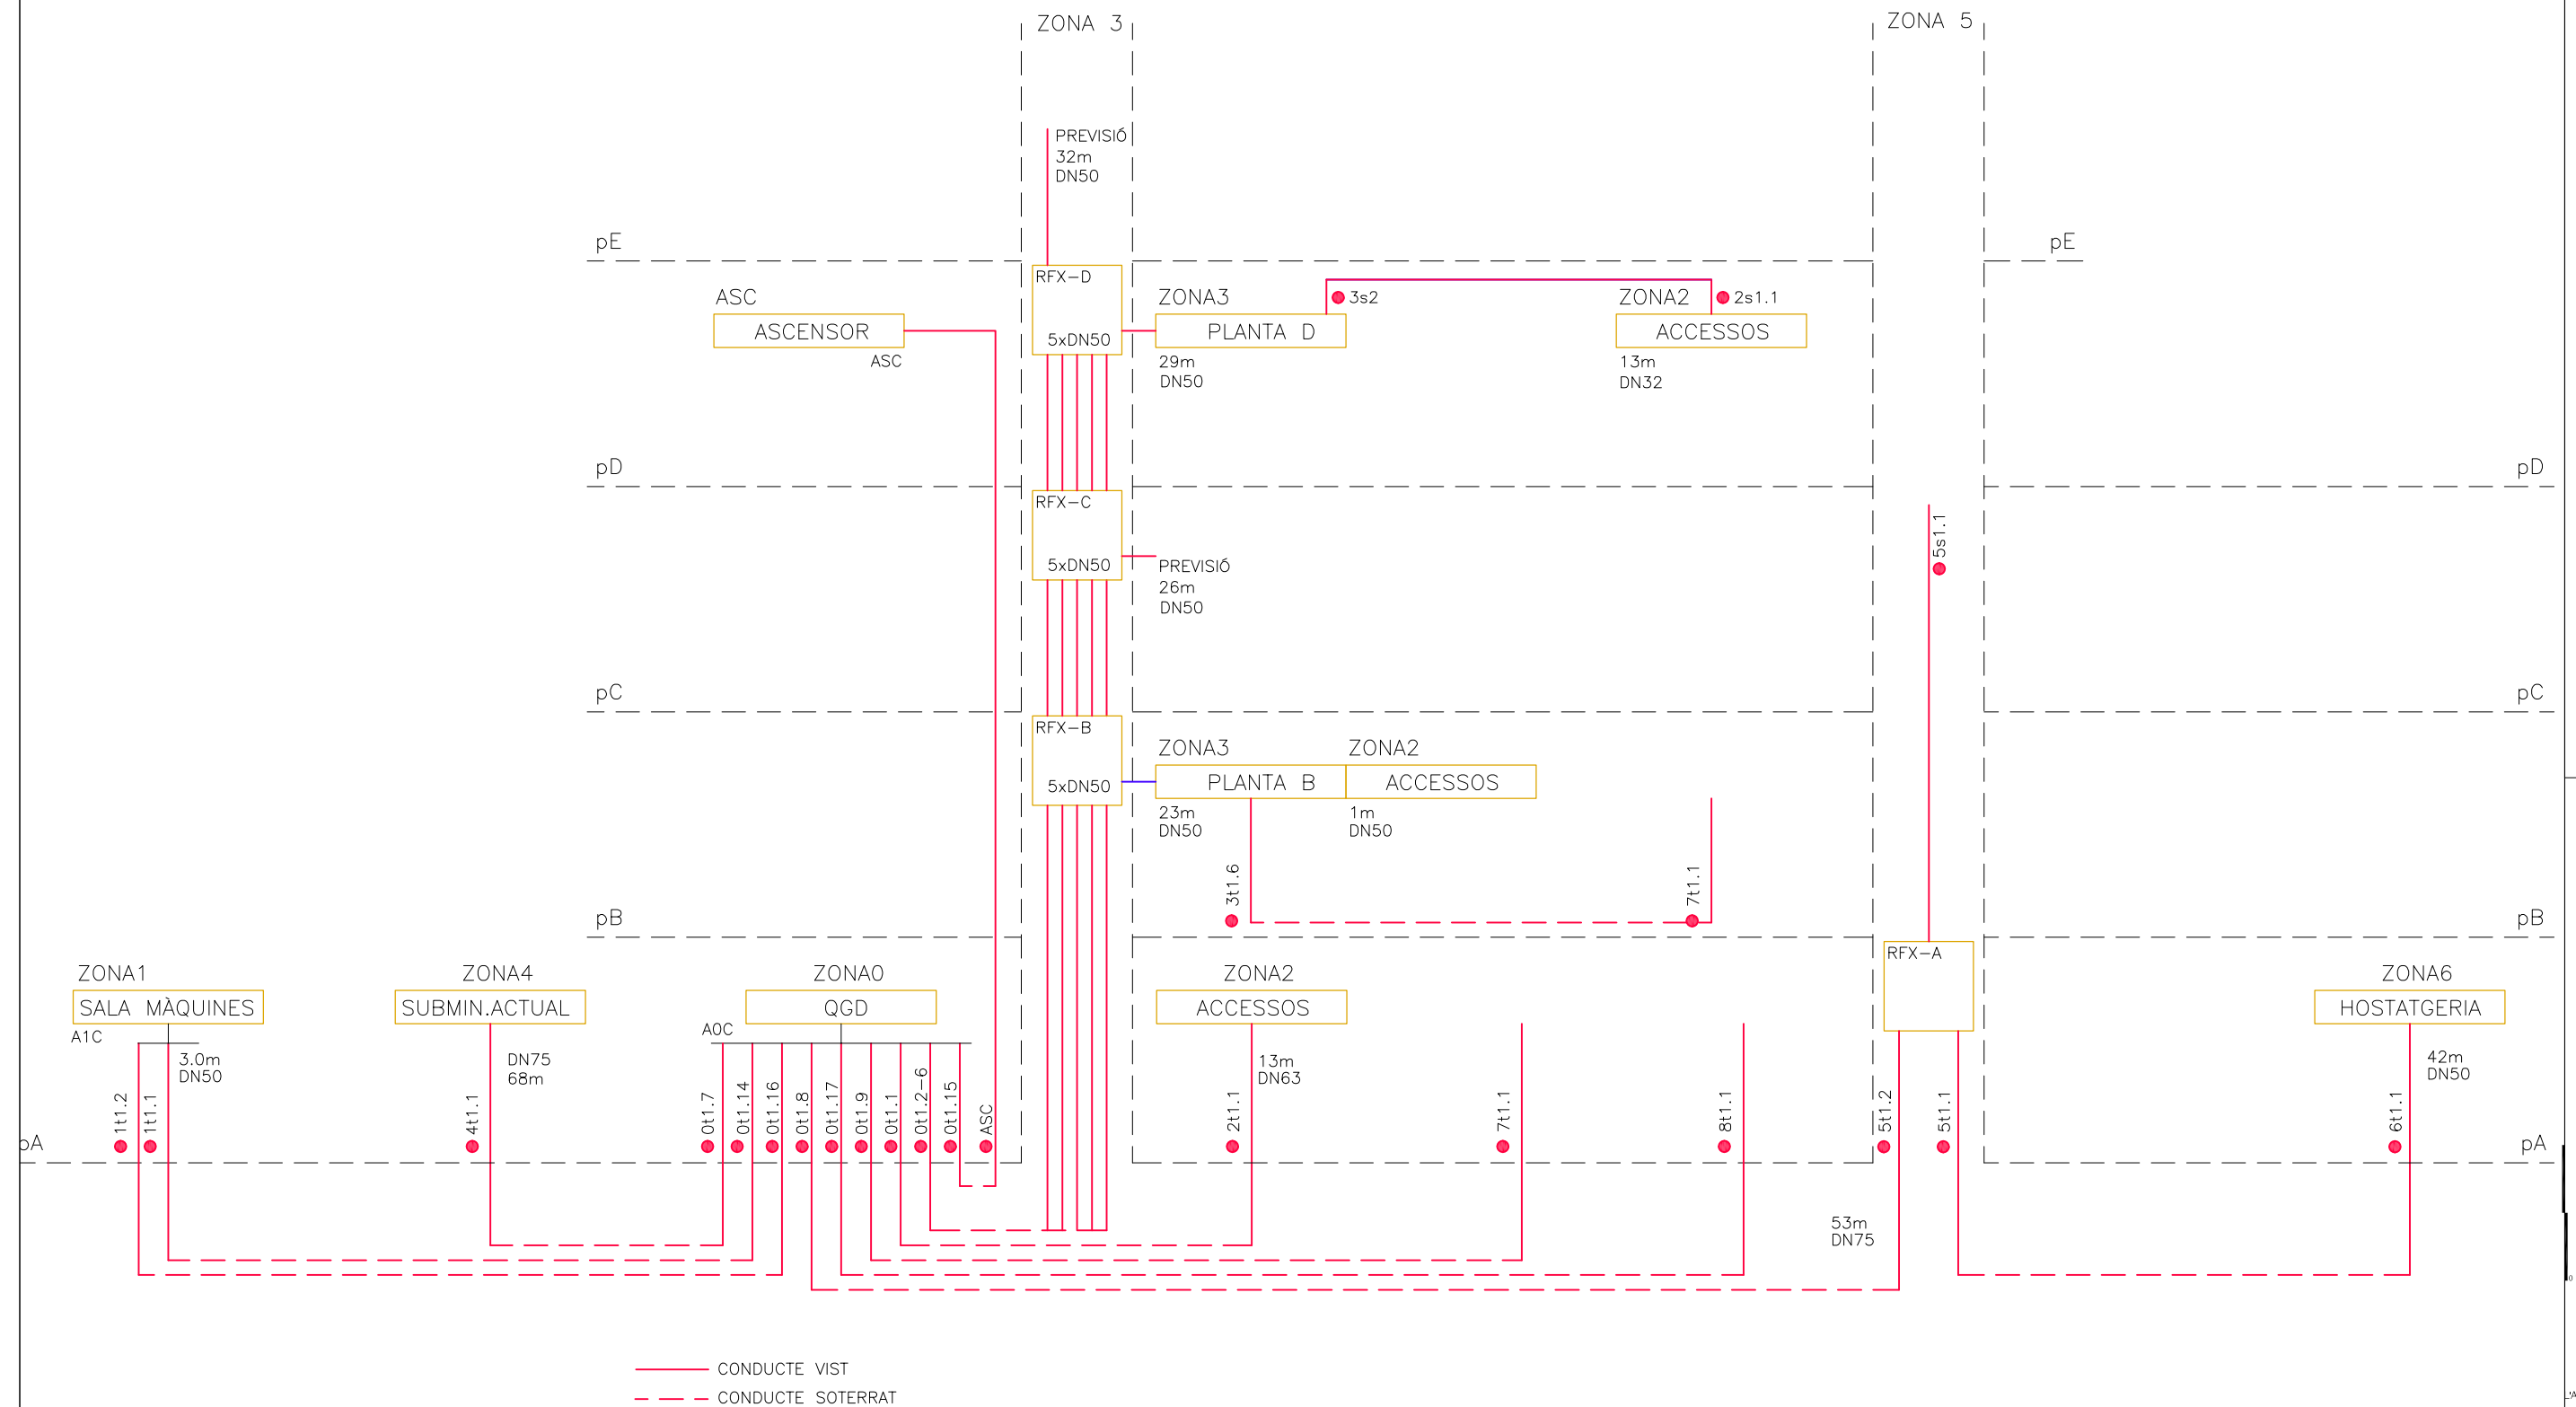 ZONA 3
ZONA 5
PREVISIÓ
32m
DN50
pE
pE
RFX-D
5xDN50
ASC
ASCENSOR
ASC
ZONA3
3s2
PLANTA D
29m
DN50
ZONA2
2s1.1
ACCESSOS
13m
DN32
pD
pD
RFX-C
5xDN50
PREVISIÓ
26m
DN50
5s1.1
pC
pC
RFX-B
5xDN50
ZONA3
ZONA2
PLANTA B
ACCESSOS
23m
DN50
1m
DN50
3t1.6
7t1.1
pB
pB
RFX-A
ZONA1
SALA MÀQUINES
A1C
3.0m
DN50
1t1.2
1t1.1
ZONA4
SUBMIN.ACTUAL
DN75
68m
4t1.1
ZONA0
QGD
A0C
0t1.7
0t1.14
0t1.16
0t1.8
0t1.17
0t1.9
0t1.1
0t1.2-6
0t1.15
ASC
ZONA2
ACCESSOS
13m
DN63
2t1.1
7t1.1
8t1.1
5t1.2
5t1.1
ZONA6
HOSTATGERIA
42m
DN50
6t1.1
pA
pA
53m
DN75
0
CONDUCTE VIST
CONDUCTE SOTERRAT